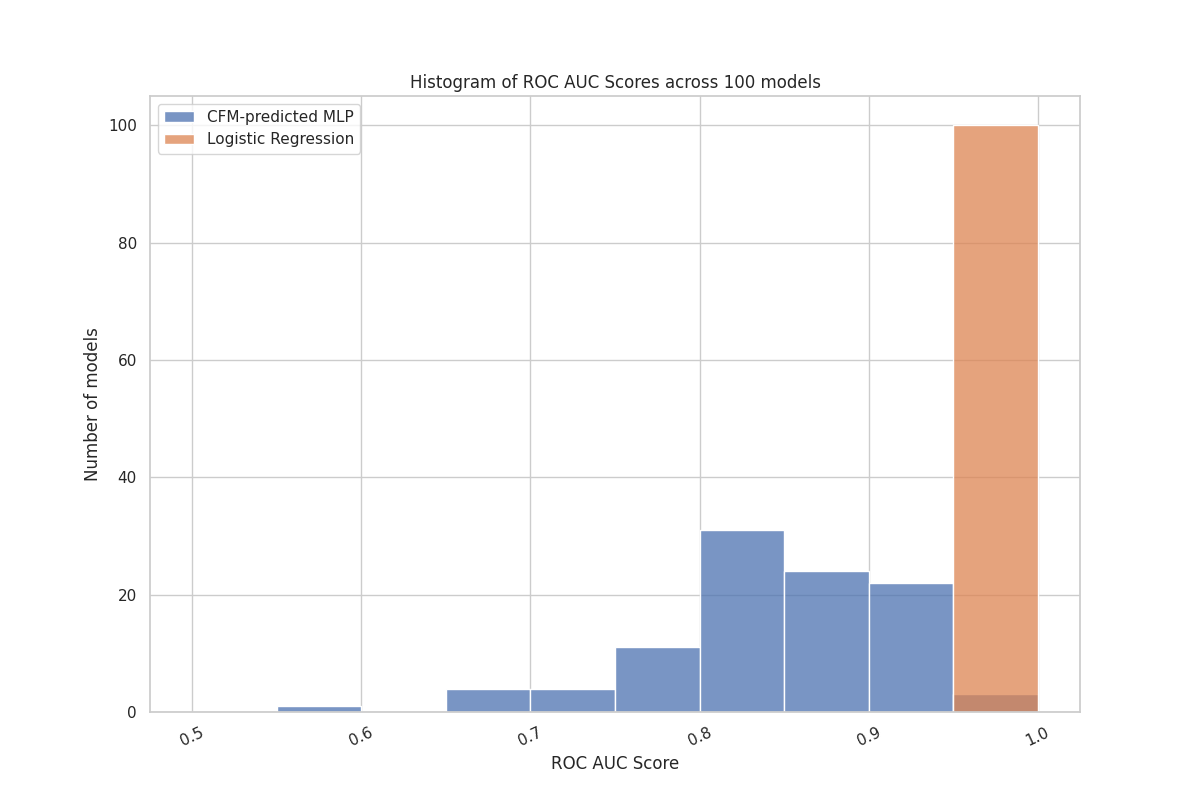 Histogram of ROC AUC Scores across 100 models
CFM-predicted MLP
Logistic Regression
100
80
60
40
20
0
Number of models
0.5
0.6
0.7
0.8
0.9
1.0
ROC AUC Score